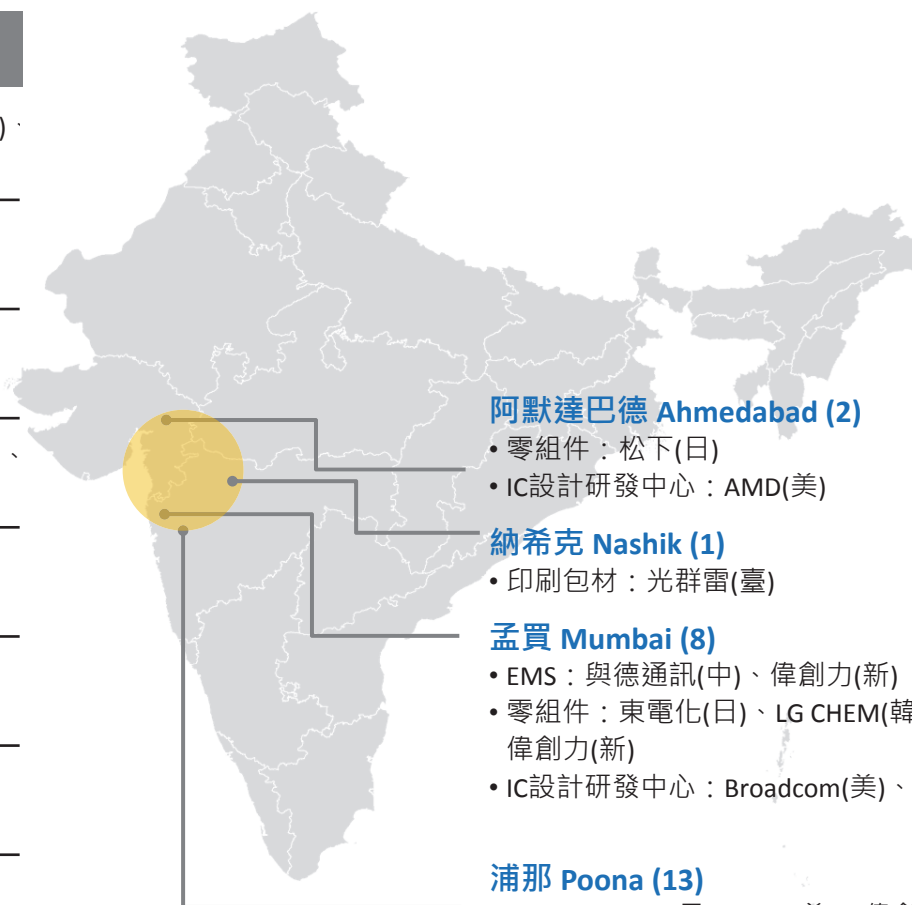 )、
、
阿默達巴德 Ahmedabad (2)
• 零組件：松下(日)
• IC設計研發中心：AMD(美)
納希克 Nashik (1)
• 印刷包材：光群雷(臺)
孟買 Mumbai (8)
• EMS：與德通訊(中)、偉創力(新)
• 零組件：東電化(日)、LG CHEM(韓
偉創力(新)
• IC設計研發中心：Broadcom(美)、
浦那 Poona (13)